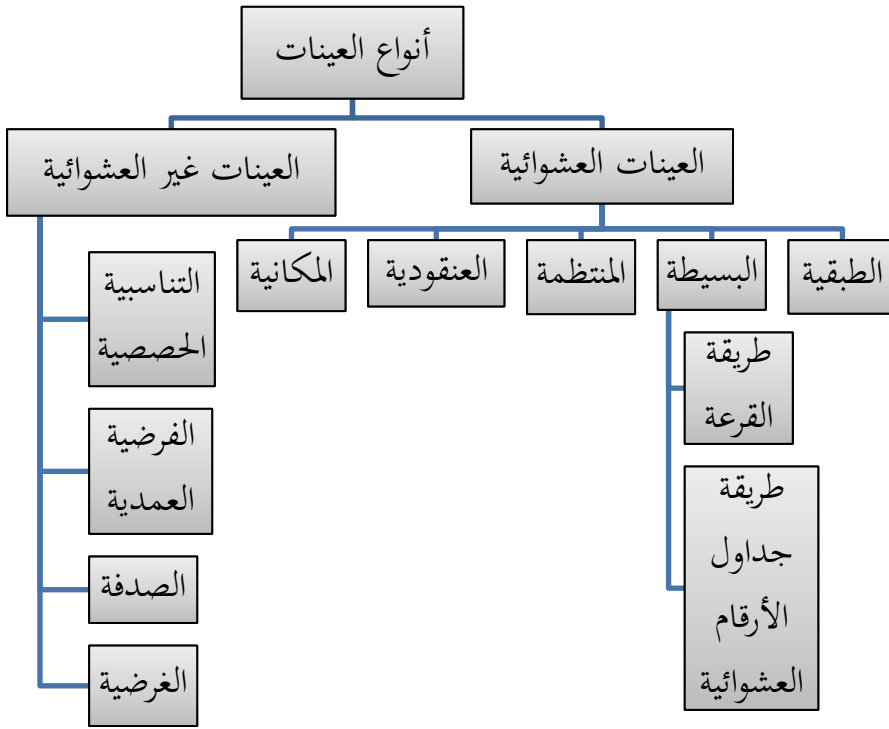 أنواع العينات
العينات العشوائية
العينات غير العشوائية
الطبقية
البسيطة
المنتظمة
العنقودية
المكانية
طريقة
القرعة
طريقة
جداول
الأرقام
العشوائية
التناسبية
الحصصية
الفرضية
العمدية
الصدفة
الغرضية